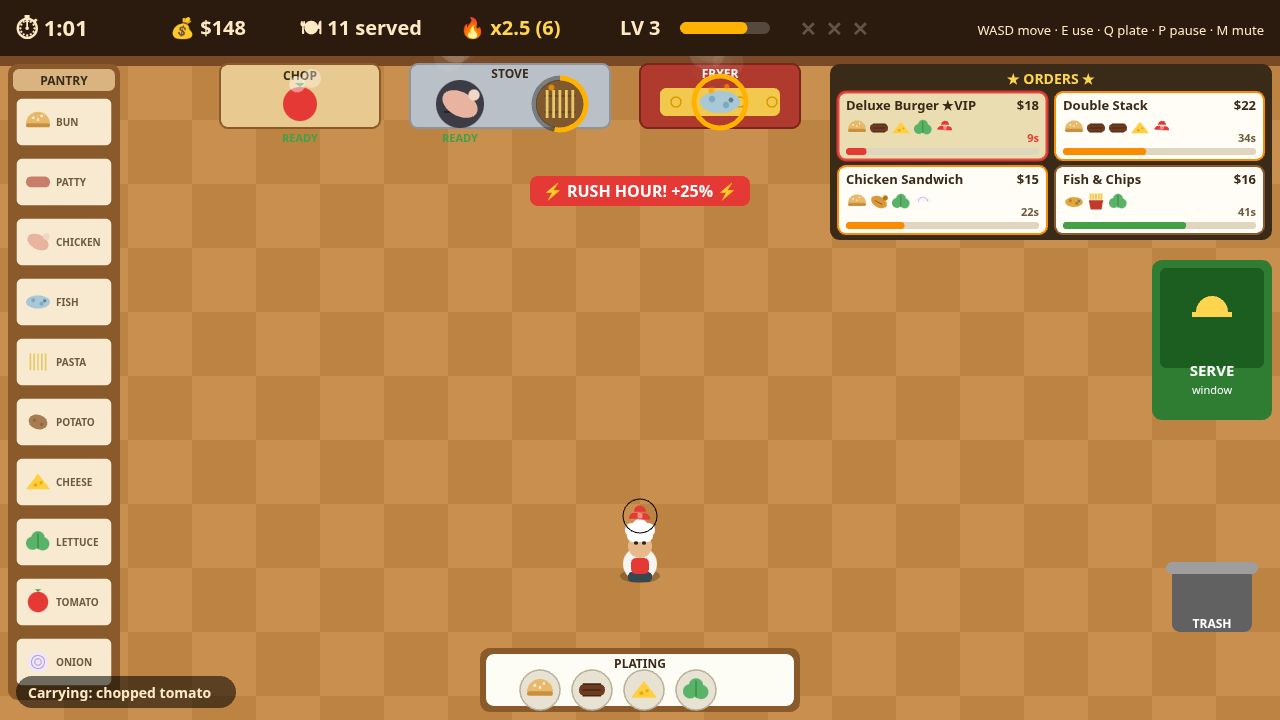 ⏱ 1:01
💰 $148
🍽 11 served
🔥 x2.5 (6)
LV 3
✕ ✕ ✕
WASD move · E use · Q plate · P pause · M mute
PANTRY
BUN
PATTY
CHICKEN
FISH
PASTA
POTATO
CHEESE
LETTUCE
TOMATO
ONION
CHOP
READY
STOVE
READY
FRYER
⚡ RUSH HOUR! +25% ⚡
★ ORDERS ★
Deluxe Burger ★VIP $18
9s
Double Stack $22
34s
Chicken Sandwich $15
22s
Fish & Chips $16
41s
SERVE
window
TRASH
PLATING
Carrying: chopped tomato